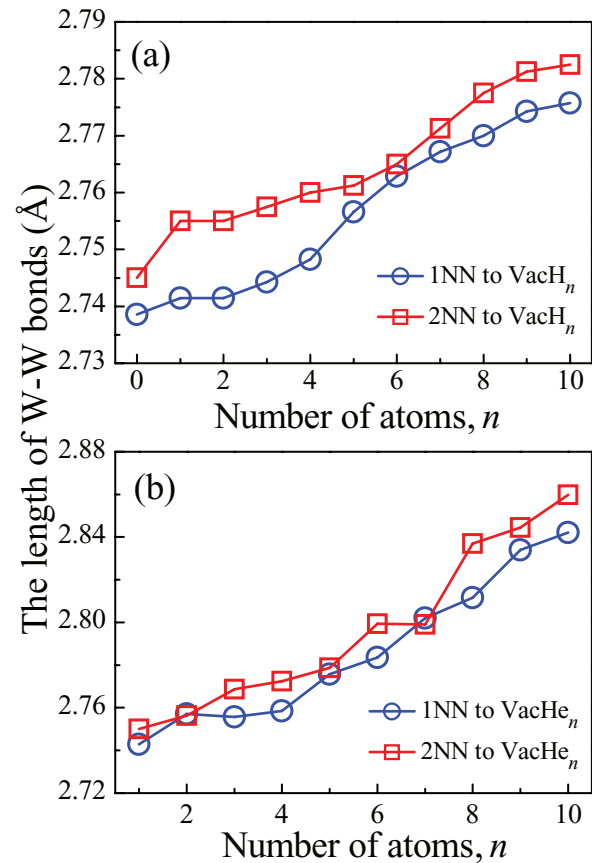 The length of W-W bonds (Å)
(a)
2.79
2.78
2.77
2.76
2.75
2.74
2.73
1NN to VacHₙ
2NN to VacHₙ
0 2 4 6 8 10
Number of atoms, n
(b)
2.88
2.84
2.80
2.76
2.72
1NN to VacHeₙ
2NN to VacHeₙ
2 4 6 8 10
Number of atoms, n